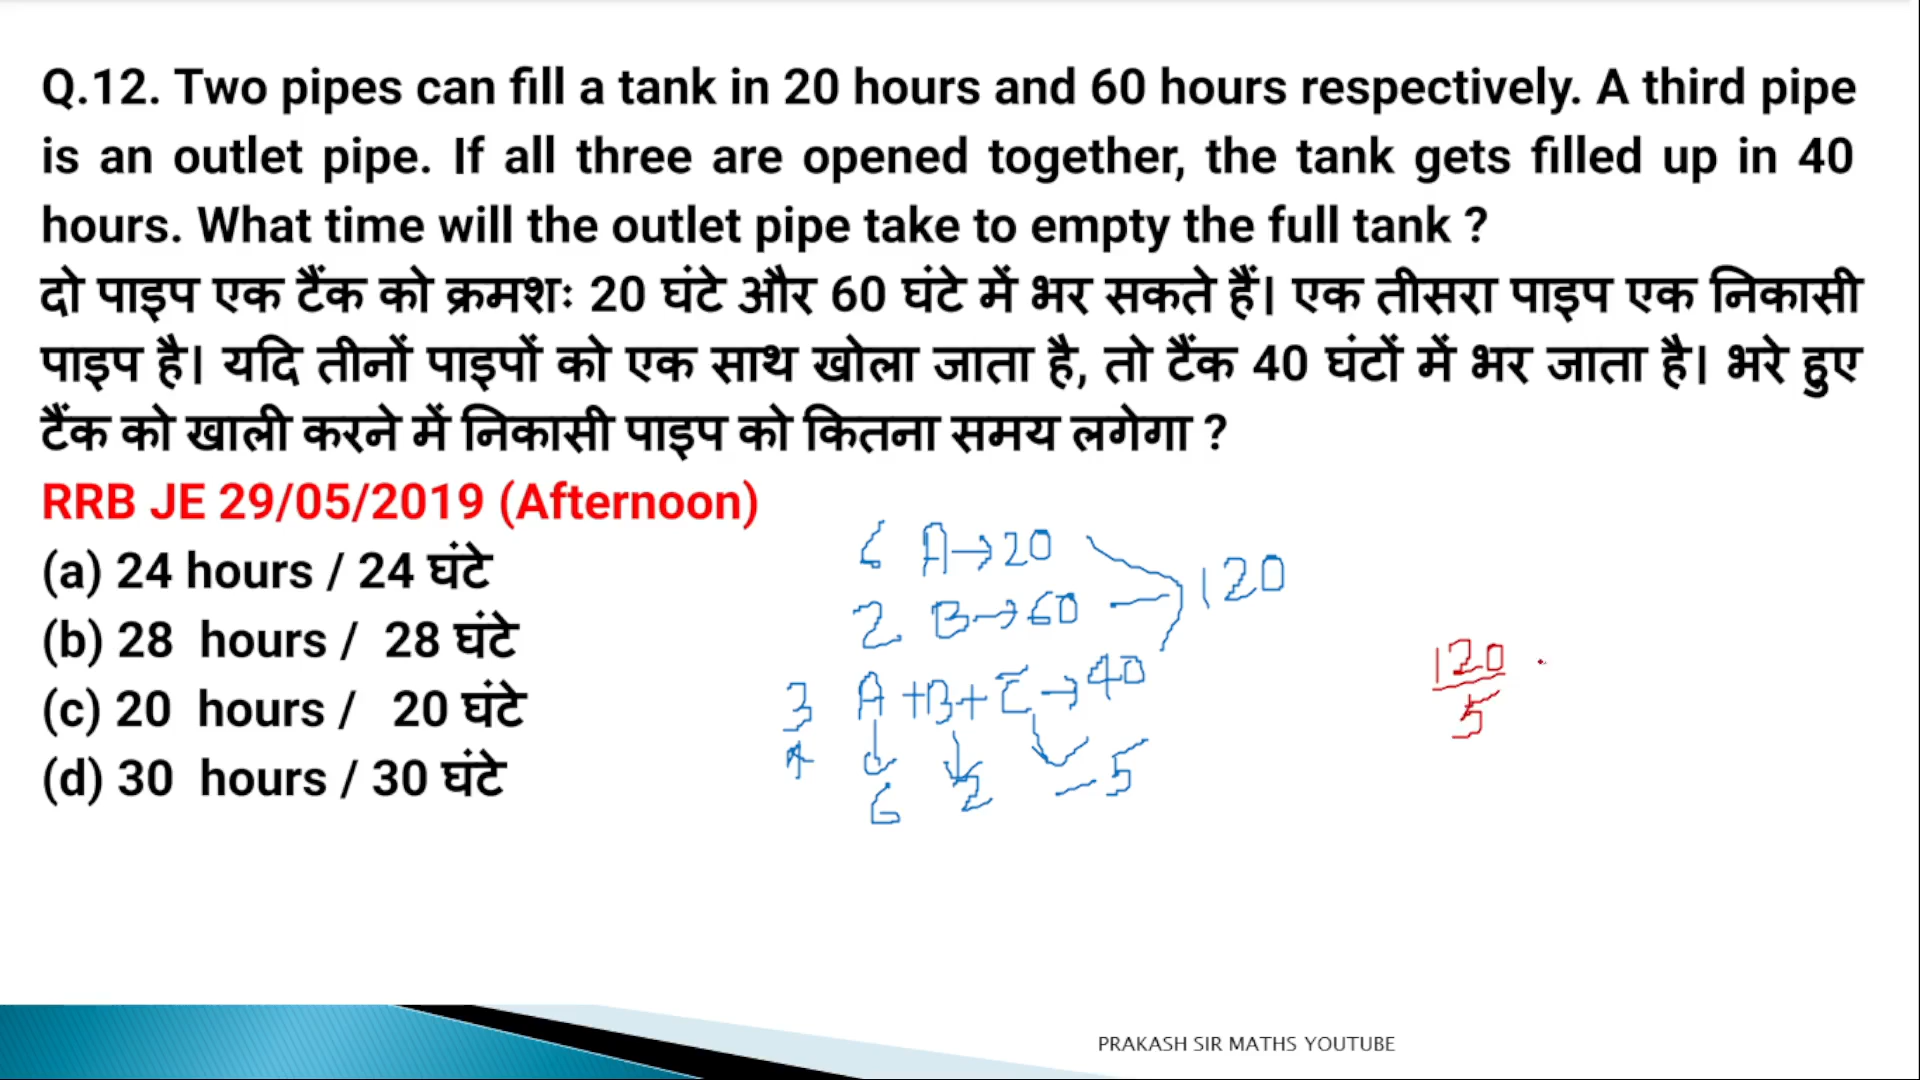 Q.12. Two pipes can fill a tank in 20 hours and 60 hours respectively. A third pipe
is an outlet pipe. If all three are opened together, the tank gets filled up in 40
hours. What time will the outlet pipe take to empty the full tank ?
दो पाइप एक टैंक को क्रमशः 20 घंटे और 60 घंटे में भर सकते हैं। एक तीसरा पाइप एक निकासी
पाइप है। यदि तीनों पाइपों को एक साथ खोला जाता है, तो टैंक 40 घंटों में भर जाता है। भरे हुए
टैंक को खाली करने में निकासी पाइप को कितना समय लगेगा ?
RRB JE 29/05/2019 (Afternoon)
(a) 24 hours / 24 घंटे
(b) 28 hours / 28 घंटे
(c) 20 hours / 20 घंटे
(d) 30 hours / 30 घंटे
6 A→20
120
2 B→60
3 A+B+C→40
6 2 -5
120
5
PRAKASH SIR MATHS YOUTUBE